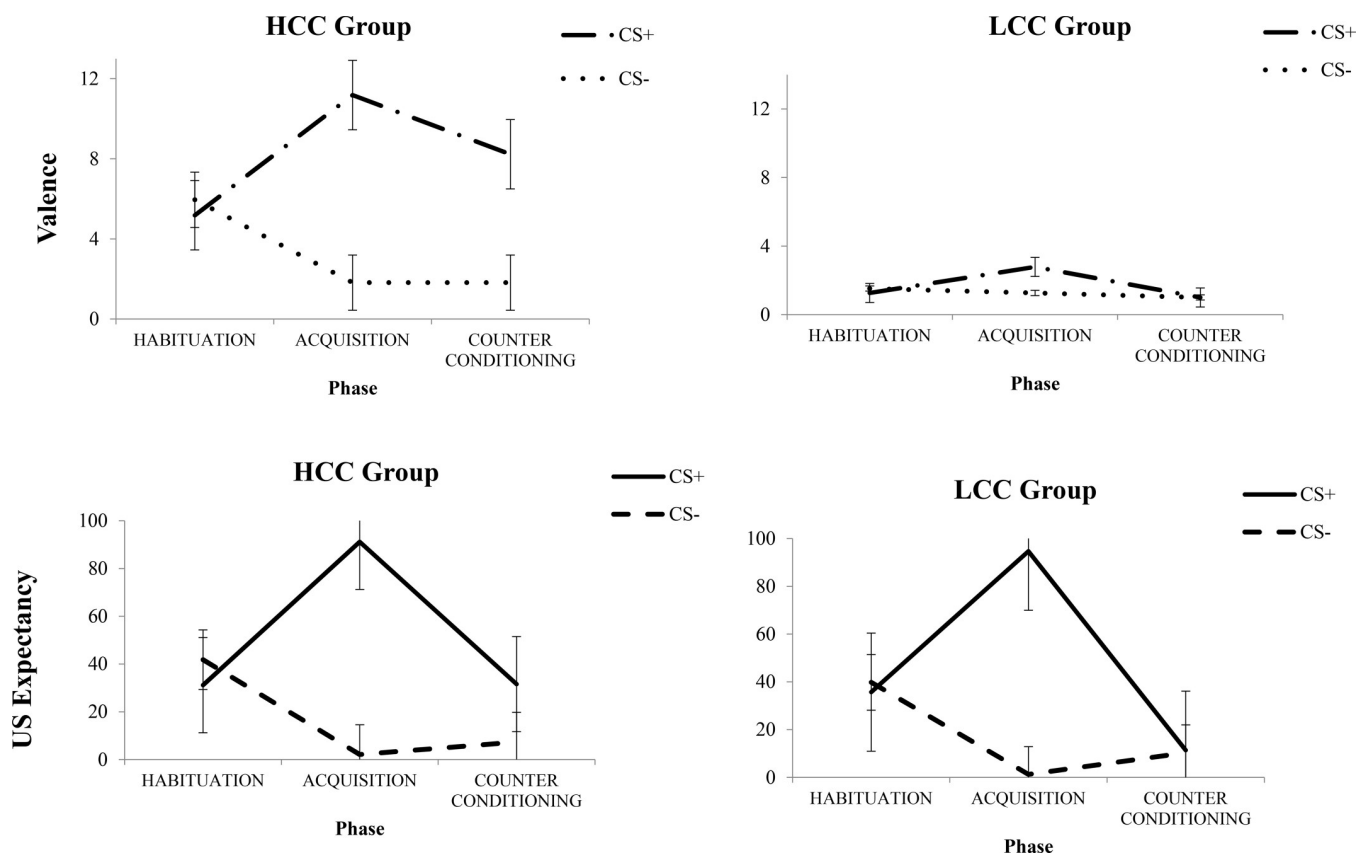 HCC Group
CS+
CS-
Valence
12
8
4
0
HABITUATION
ACQUISITION
COUNTER
CONDITIONING
Phase
LCC Group
CS+
CS-
12
8
4
0
HABITUATION
ACQUISITION
COUNTER
CONDITIONING
Phase
HCC Group
CS+
CS-
US Expectancy
100
80
60
40
20
0
HABITUATION
ACQUISITION
COUNTER
CONDITIONING
Phase
LCC Group
CS+
CS-
100
80
60
40
20
0
HABITUATION
ACQUISITION
COUNTER
CONDITIONING
Phase